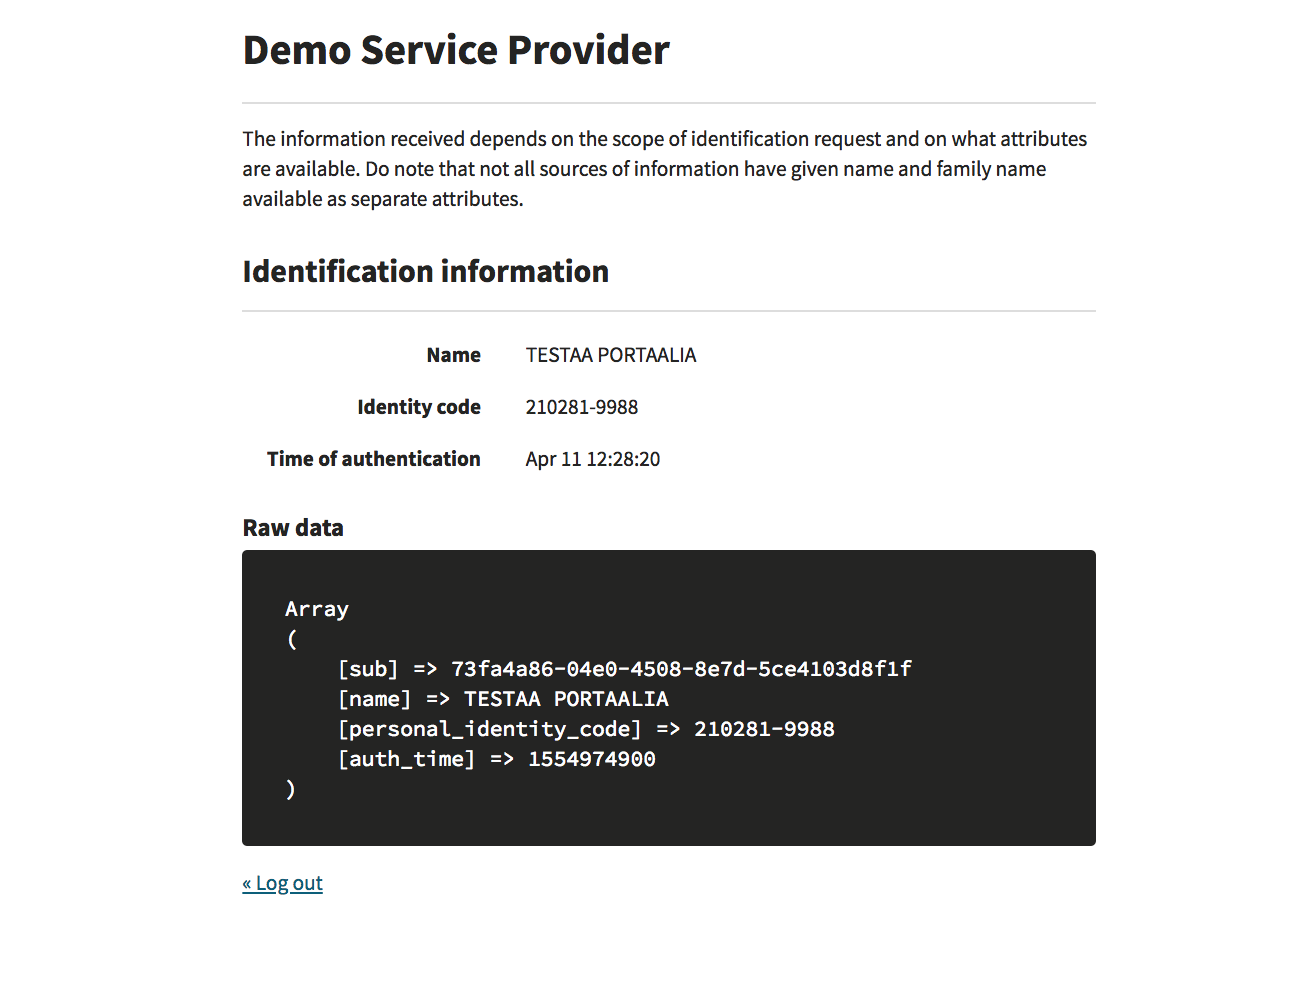 Demo Service Provider
The information received depends on the scope of identification request and on what attributes
are available. Do note that not all sources of information have given name and family name
available as separate attributes.
Identification information
Name TESTAA PORTAALIA
Identity code 210281-9988
Time of authentication Apr 11 12:28:20
Raw data
Array
(
[sub] => 73fa4a86-04e0-4508-8e7d-5ce4103d8f1f
[name] => TESTAA PORTAALIA
[personal_identity_code] => 210281-9988
[auth_time] => 1554974900
)
« Log out